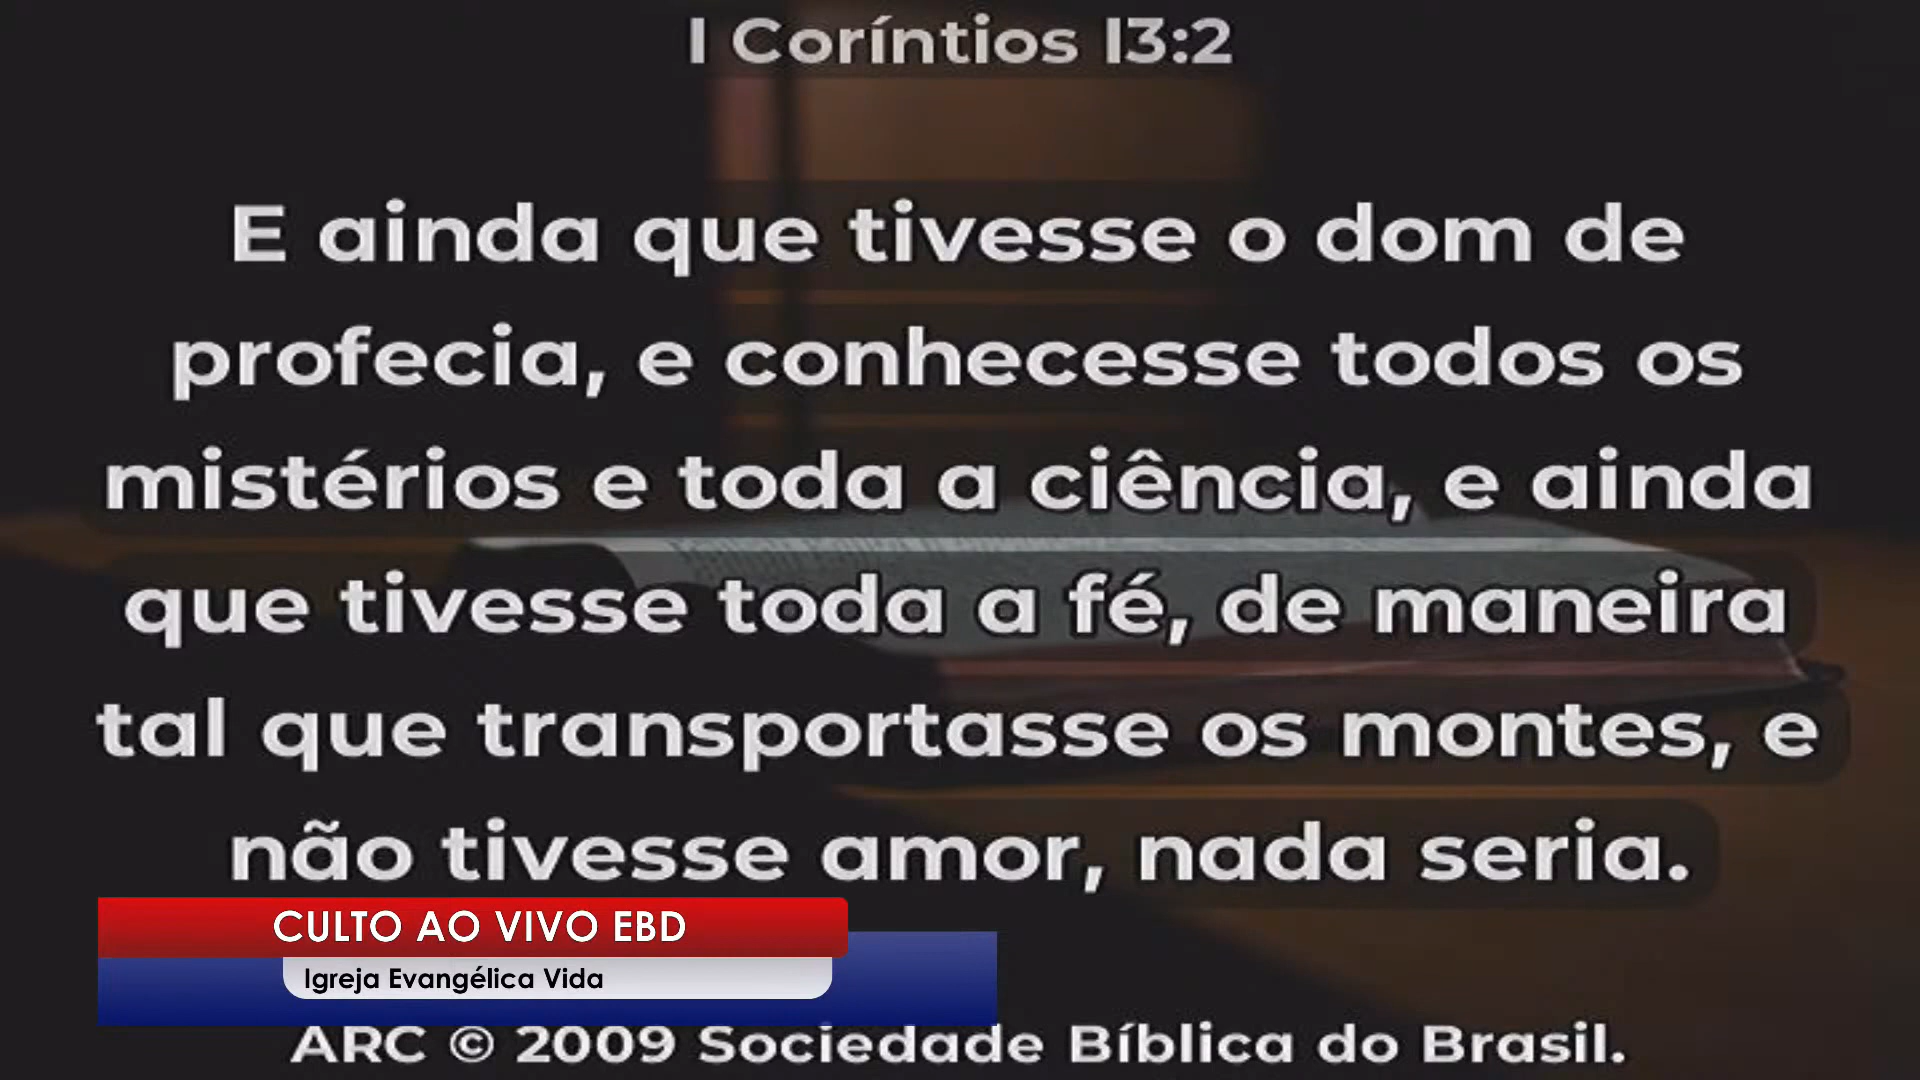 I Coríntios 13:2
E ainda que tivesse o dom de
profecia, e conhecesse todos os
mistérios e toda a ciência, e ainda
que tivesse toda a fé, de maneira
tal que transportasse os montes, e
não tivesse amor, nada seria.
CULTO AO VIVO EBD
Igreja Evangélica Vida
ARC © 2009 Sociedade Bíblica do Brasil.